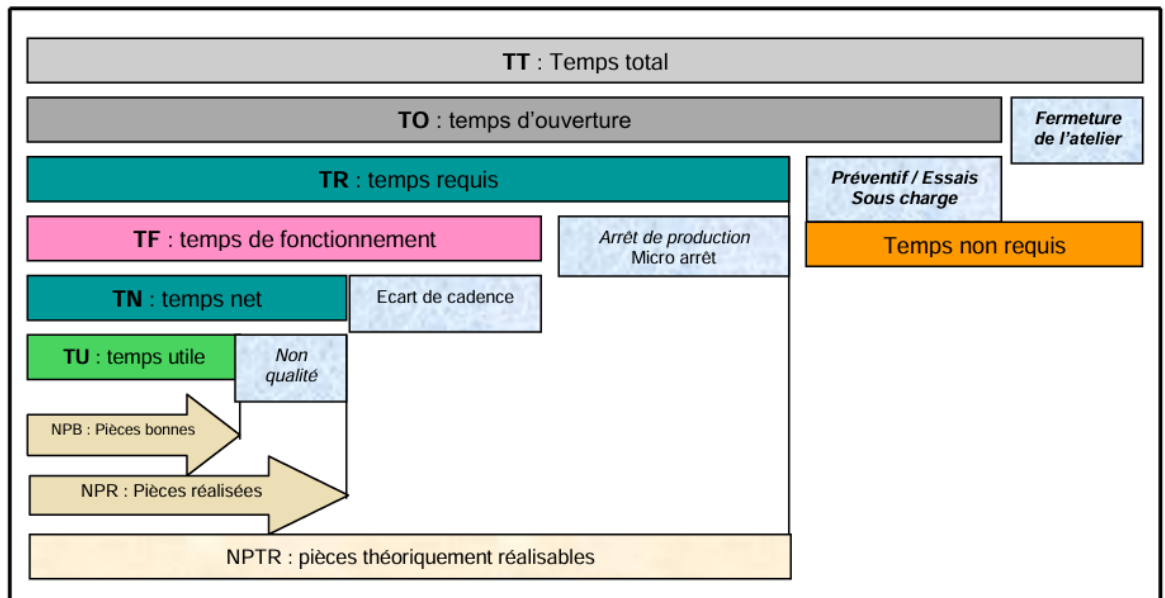 TT : Temps total
TO : temps d'ouverture
Fermeture
de l'atelier
TR : temps requis
Préventif / Essais
Sous charge
TF : temps de fonctionnement
Arrêt de production
Micro arrêt
Temps non requis
TN : temps net
Ecart de cadence
TU : temps utile
Non
qualité
NPB : Pièces bonnes
NPR : Pièces réalisées
NPTR : pièces théoriquement réalisables